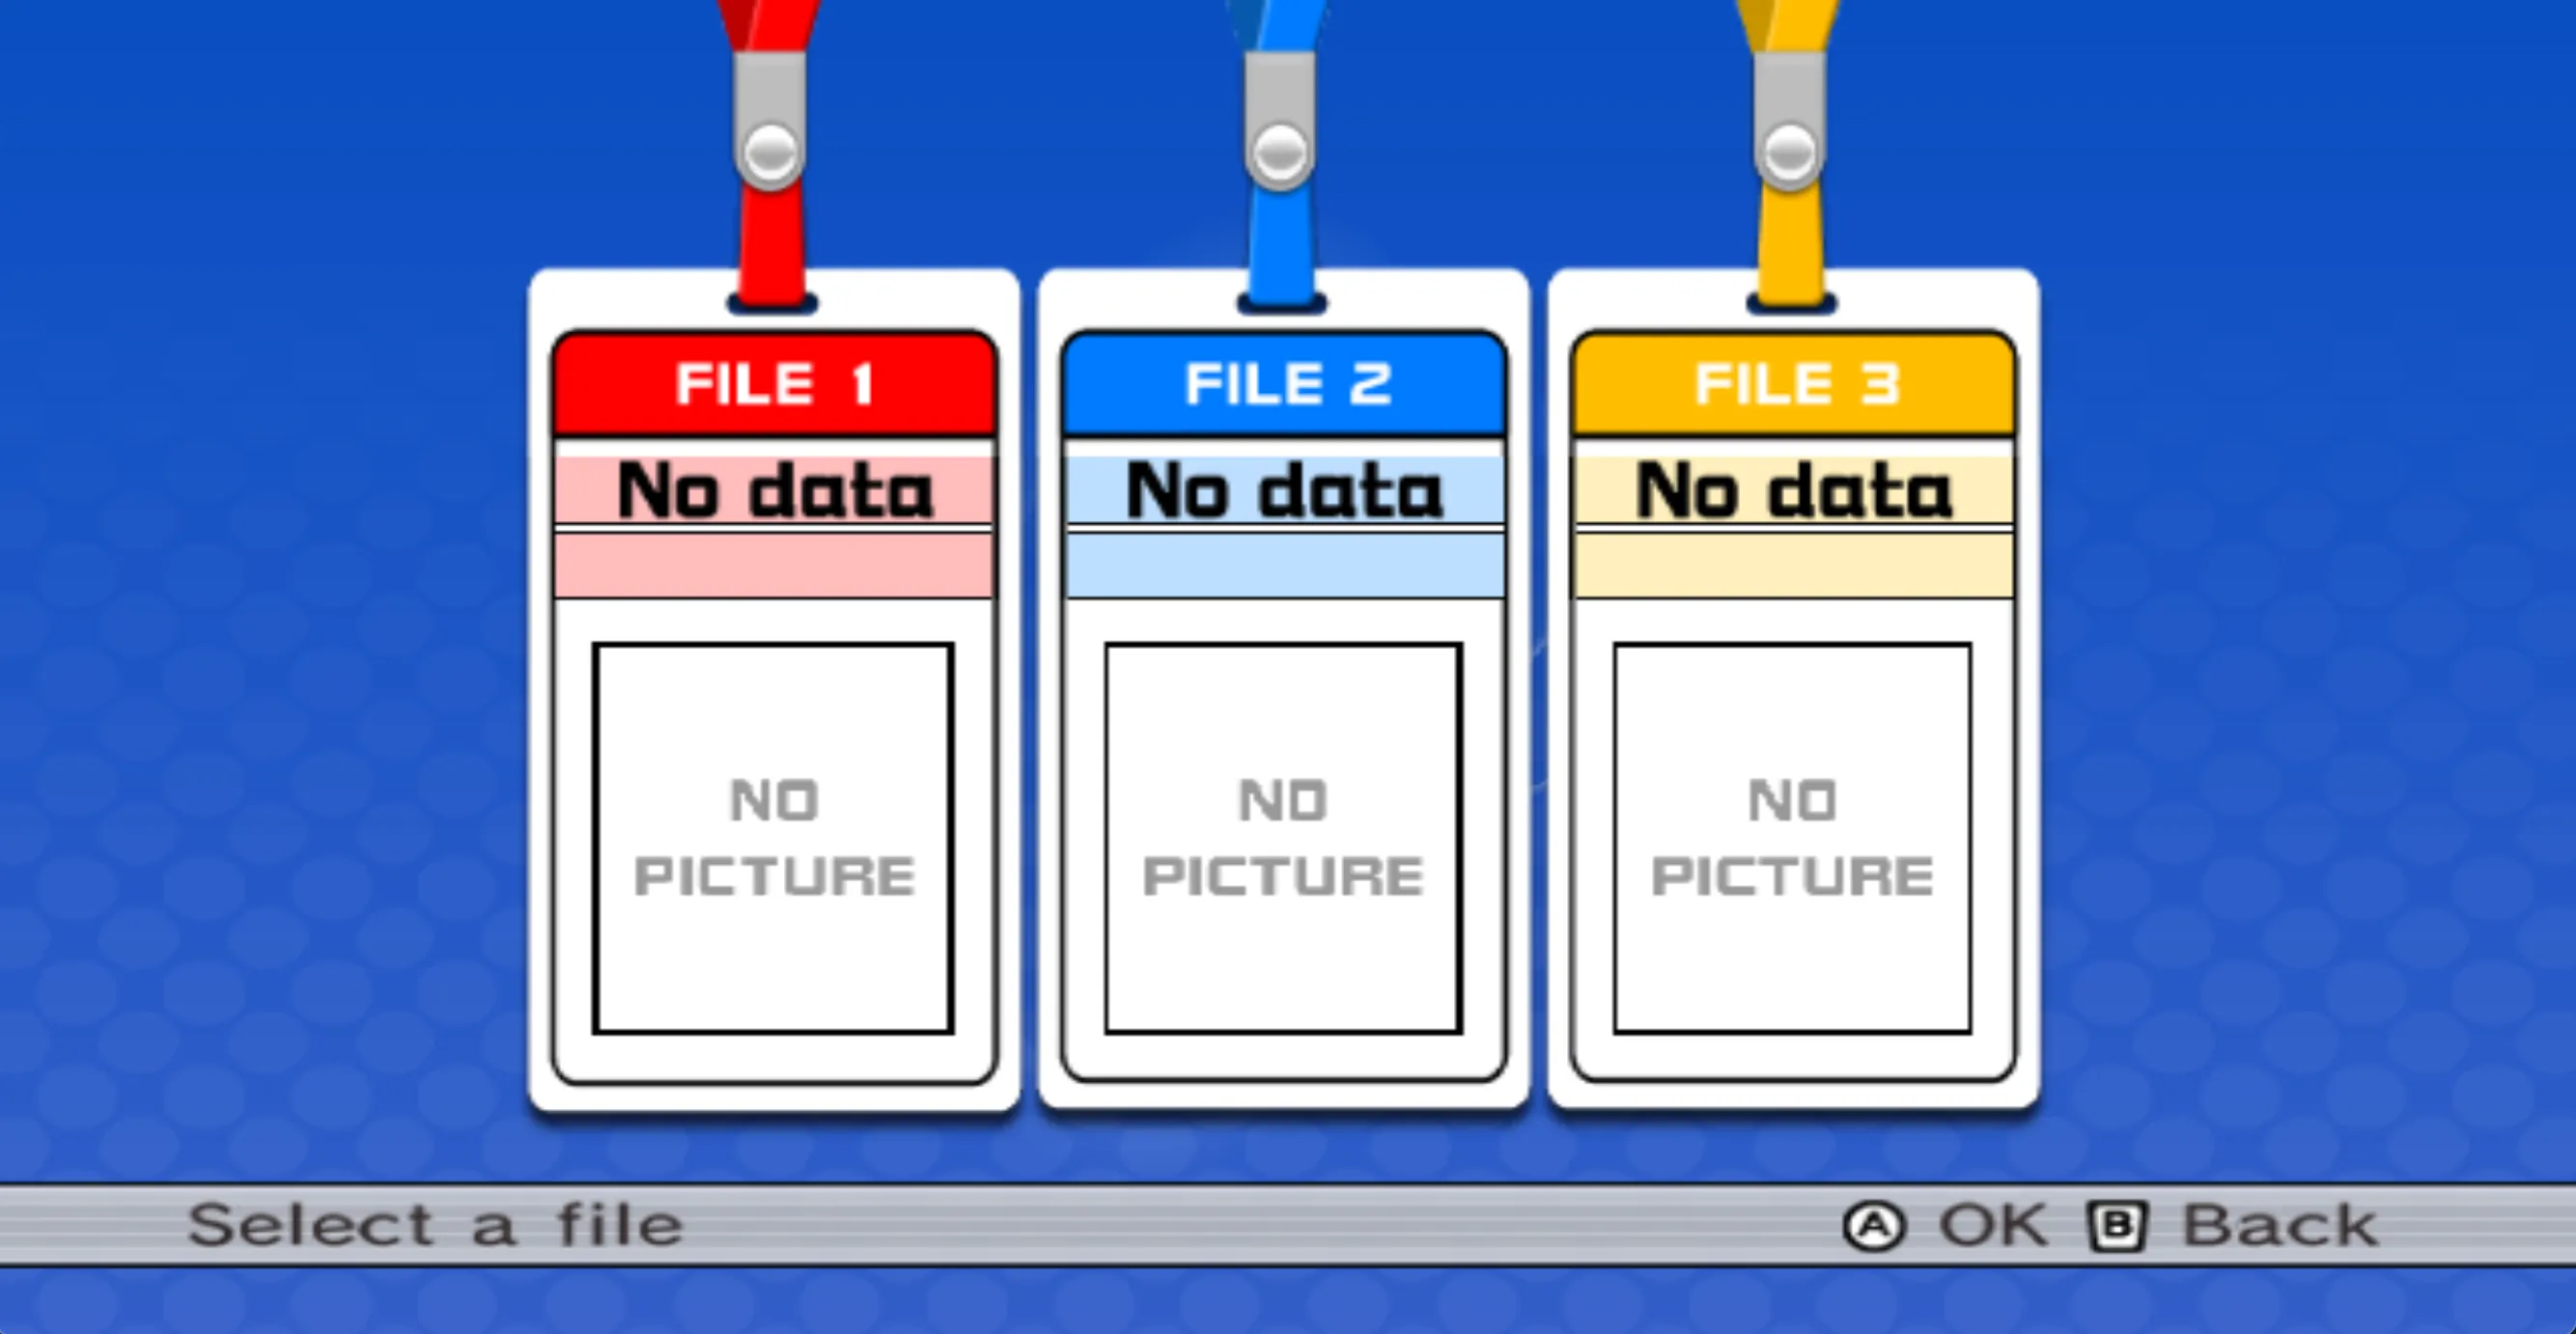 FILE 1
No data
NO
PICTURE
FILE 2
No data
NO
PICTURE
FILE 3
No data
NO
PICTURE
Select a file
A OK B Back